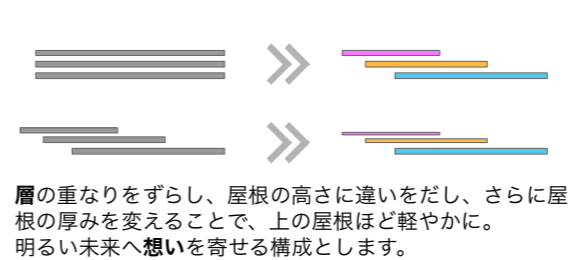 層の重なりをずらし、屋根の高さに違いをだし、さらに屋
根の厚みを変えることで、上の屋根ほど軽やかに。
明るい未来へ想いを寄せる構成とします。